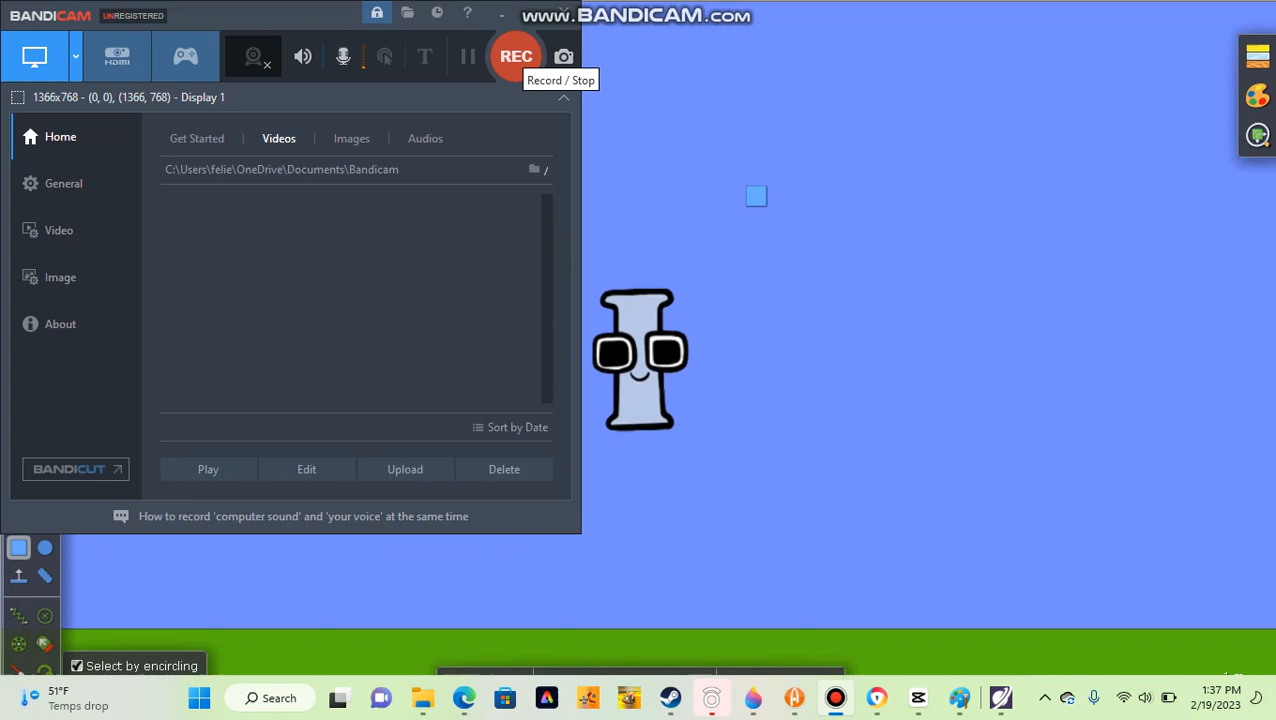 BANDICAM UNREGISTERED
www.BANDICAM.com
HDMI
T
REC
Record / Stop
1366x768 - (0, 0), (1366, 768) - Display 1
Home
Get Started
Videos
Images
Audios
C:\Users\felie\OneDrive\Documents\Bandicam
/
General
Video
Image
About
Sort by Date
BANDICUT
Play
Edit
Upload
Delete
How to record 'computer sound' and 'your voice' at the same time
Select by encircling
51°F
Temps drop
Search
1:37 PM
2/19/2023